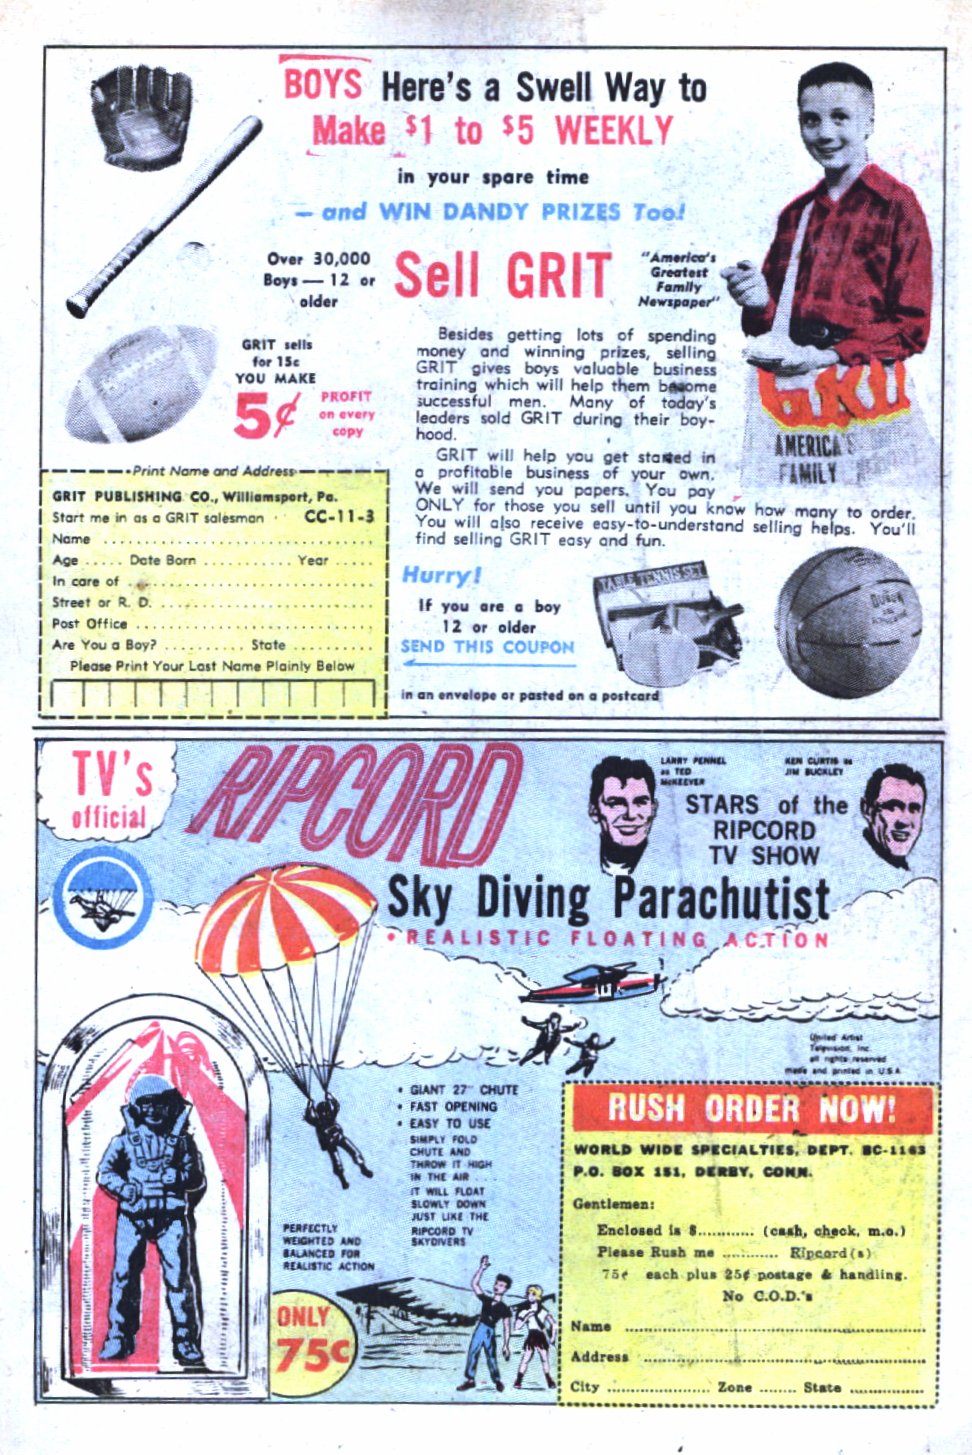 BOYS Here's a Swell Way to
Make $1 to $5 WEEKLY
in your spare time
— and WIN DANDY PRIZES Too!
Over 30,000
Boys — 12 or
older
Sell GRIT
"America's
Greatest
Family
Newspaper"
GRIT sells
for 15c
YOU MAKE
5¢
PROFIT
on every
copy
Besides getting lots of spending
money and winning prizes, selling
GRIT gives boys valuable business
training which will help them become
successful men. Many of today's
leaders sold GRIT during their boy-
hood.
GRIT will help you get started in
a profitable business of your own.
We will send you papers. You pay
ONLY for those you sell until you know how many to order.
You will also receive easy-to-understand selling helps. You'll
find selling GRIT easy and fun.
AMERICA'S
FAMILY
Print Name and Address
GRIT PUBLISHING CO., Williamsport, Pa.
Start me in as a GRIT salesman CC-11-3
Name
Age ..... Date Born ........... Year .....
In care of
Street or R. D.
Post Office
Are You a Boy? .......... State ..........
Please Print Your Last Name Plainly Below
Hurry!
If you are a boy
12 or older
SEND THIS COUPON
in an envelope or pasted on a postcard
TABLE TENNIS SET
TV's
official
RIPCORD
LARRY PENNEL
as TED
McKEEVER
KEN CURTIS as
JIM BUCKLEY
STARS of the
RIPCORD
TV SHOW
Sky Diving Parachutist
• REALISTIC FLOATING ACTION
United Artist
Television, Inc.
all rights reserved
made and printed in U.S.A
• GIANT 27" CHUTE
• FAST OPENING
• EASY TO USE
SIMPLY FOLD
CHUTE AND
THROW IT HIGH
IN THE AIR . . .
IT WILL FLOAT
SLOWLY DOWN
JUST LIKE THE
RIPCORD TV
SKYDIVERS
PERFECTLY
WEIGHTED AND
BALANCED FOR
REALISTIC ACTION
ONLY
75c
RUSH ORDER NOW!
WORLD WIDE SPECIALTIES, DEPT. BC-1163
P.O. BOX 151, DERBY, CONN.
Gentlemen:
Enclosed is $............ (cash, check, m.o.)
Please Rush me ............ Ripcord(s)
75¢ each plus 25¢ postage & handling.
No C.O.D.'s
Name
Address
City ...................... Zone ........ State ................